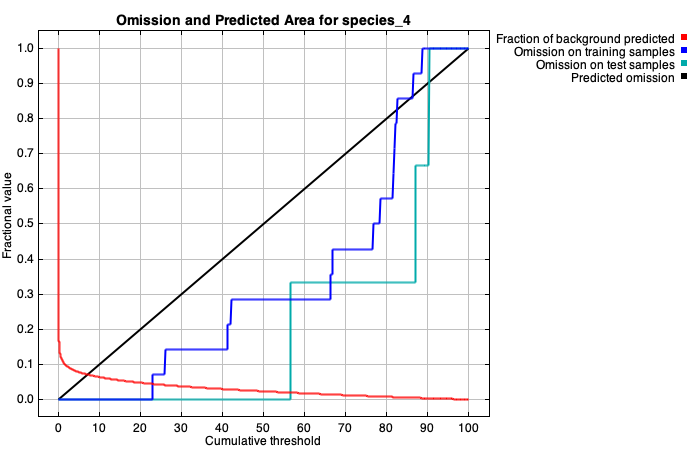 Omission and Predicted Area for species_4
Fraction of background predicted
Omission on training samples
Omission on test samples
Predicted omission
Fractional value
1.0
0.9
0.8
0.7
0.6
0.5
0.4
0.3
0.2
0.1
0.0
0 10 20 30 40 50 60 70 80 90 100
Cumulative threshold